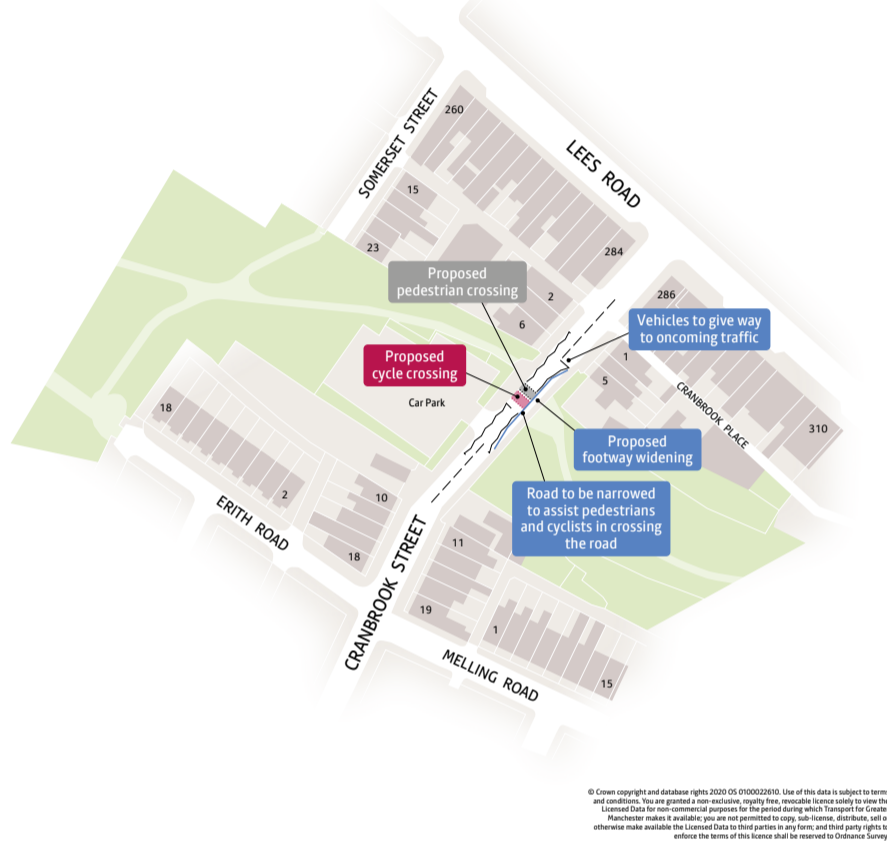 260
SOMERSET STREET
LEES ROAD
15
23
284
Proposed
pedestrian crossing
2
286
6
Vehicles to give way
to oncoming traffic
Proposed
cycle crossing
1
5
Car Park
CRANBROOK PLACE
18
310
Proposed
footway widening
2
10
Road to be narrowed
to assist pedestrians
and cyclists in crossing
the road
ERITH ROAD
18
11
CRANBROOK STREET
19
1
MELLING ROAD
15
© Crown copyright and database rights 2020 OS 0100022610. Use of this data is subject to terms
and conditions. You are granted a non-exclusive, royalty free, revocable licence solely to view the
Licensed Data for non-commercial purposes for the period during which Transport for Greater
Manchester makes it available; you are not permitted to copy, sub-license, distribute, sell o
otherwise make available the Licensed Data to third parties in any form; and third party rights to
enforce the terms of this licence shall be reserved to Ordnance Survey